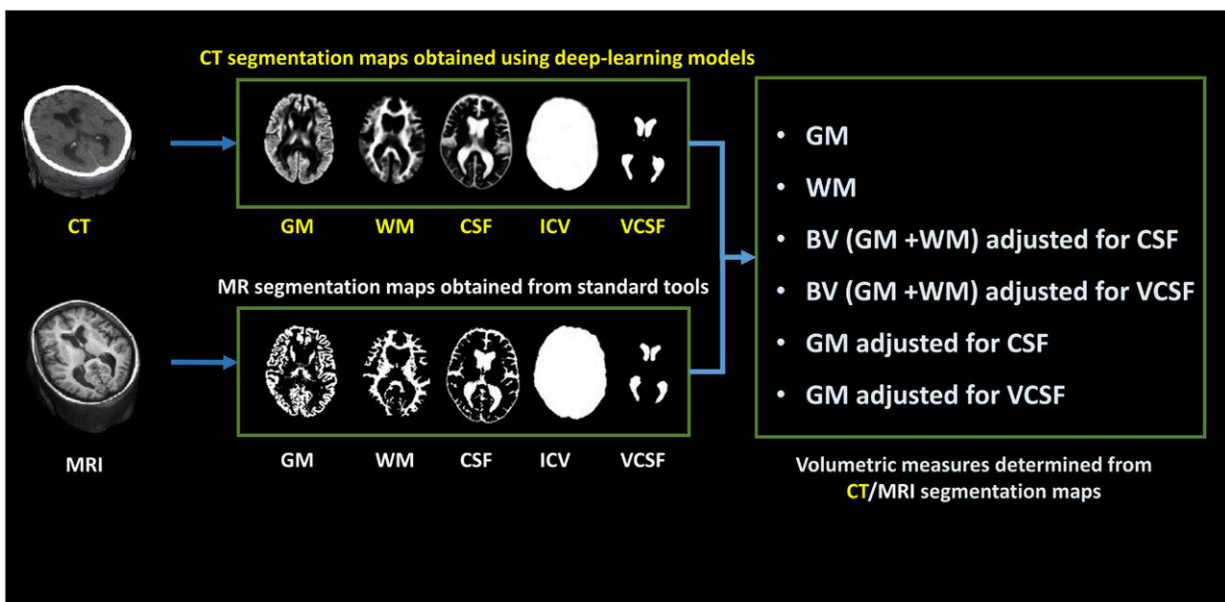 CT segmentation maps obtained using deep-learning models
CT
GM WM CSF ICV VCSF
MR segmentation maps obtained from standard tools
MRI
GM WM CSF ICV VCSF
• GM
• WM
• BV (GM +WM) adjusted for CSF
• BV (GM +WM) adjusted for VCSF
• GM adjusted for CSF
• GM adjusted for VCSF
Volumetric measures determined from
CT/MRI segmentation maps